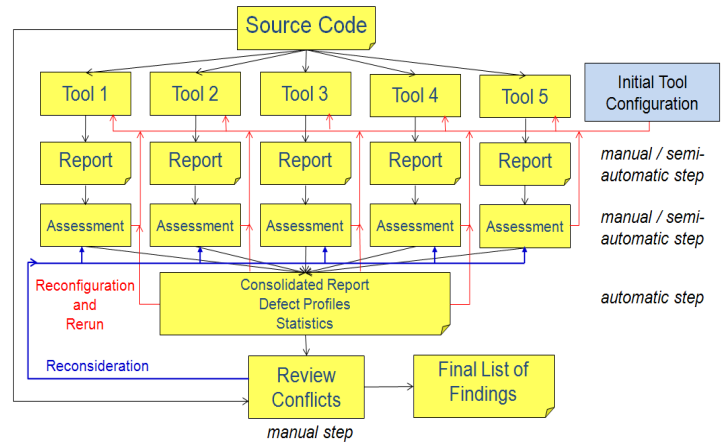 Source Code
Tool 1
Tool 2
Tool 3
Tool 4
Tool 5
Initial Tool
Configuration
Report
Report
Report
Report
Report
manual / semi-
automatic step
Assessment
Assessment
Assessment
Assessment
Assessment
manual / semi-
automatic step
Reconfiguration
and
Rerun
Consolidated Report
Defect Profiles
Statistics
automatic step
Reconsideration
Review
Conflicts
Final List of
Findings
manual step